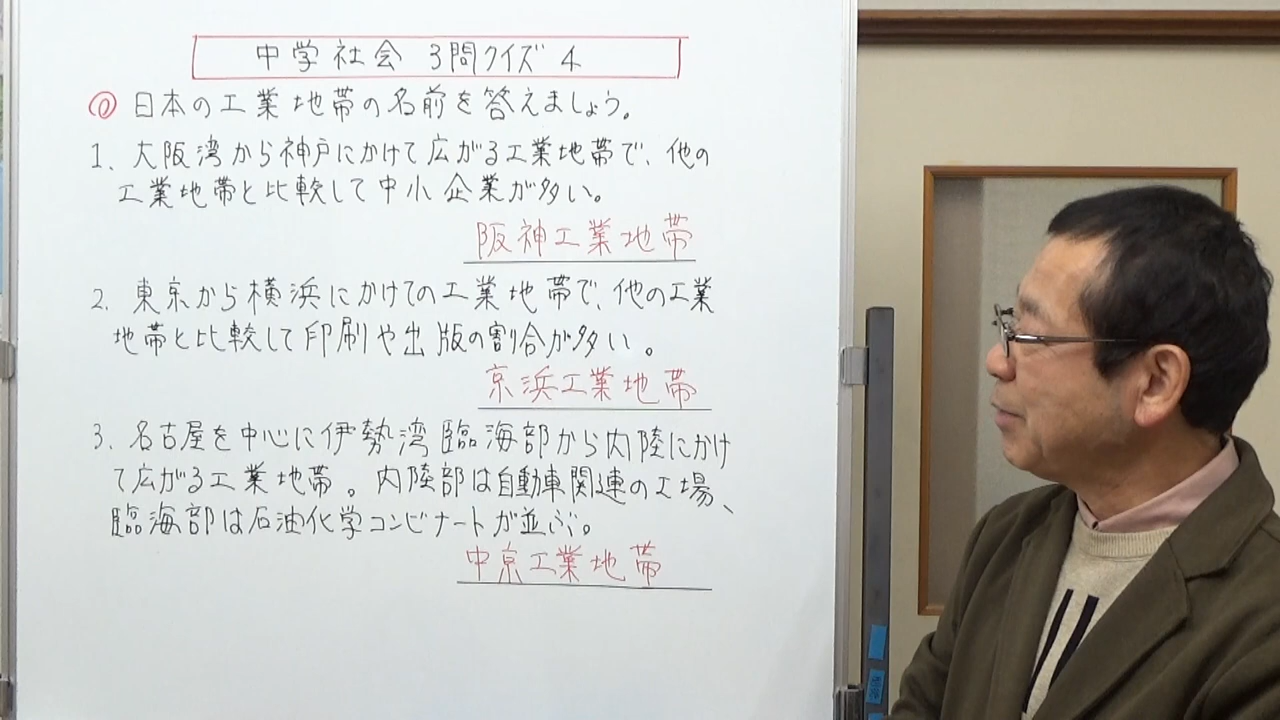 中学社会 3問クイズ 4
◎ 日本の工業地帯の名前を答えましょう。
1. 大阪湾から神戸にかけて広がる工業地帯で、他の
工業地帯と比較して中小企業が多い。
阪神工業地帯
2. 東京から横浜にかけての工業地帯で、他の工業
地帯と比較して印刷や出版の割合が多い。
京浜工業地帯
3. 名古屋を中心に伊勢湾臨海部から内陸にかけ
て広がる工業地帯。内陸部は自動車関連の工場、
臨海部は石油化学コンビナートが並ぶ。
中京工業地帯